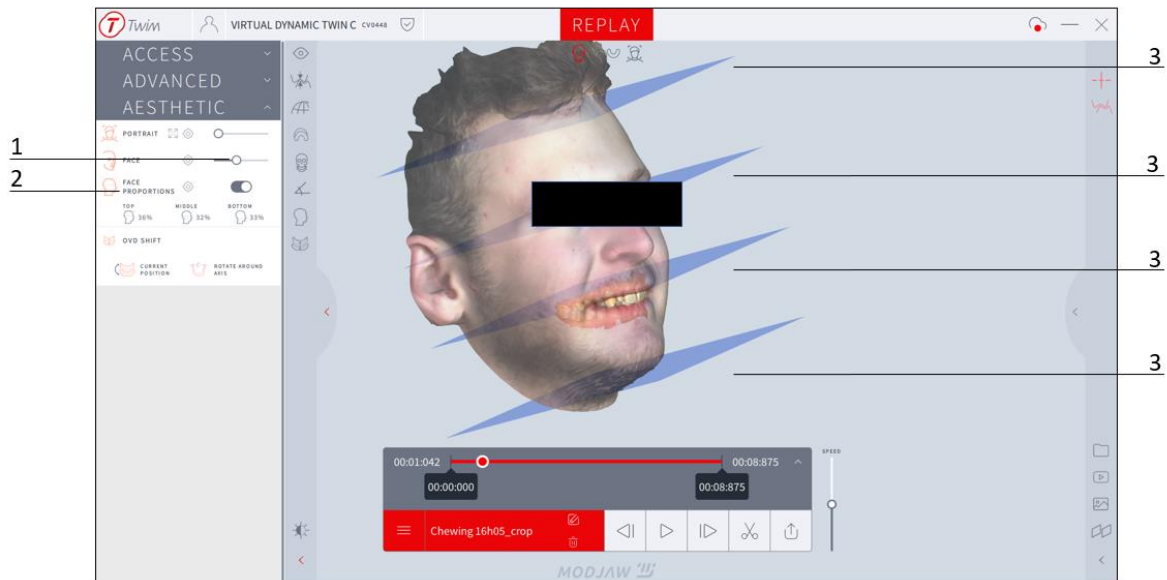 Twim
VIRTUAL DYNAMIC TWIN C CV0448
REPLAY
ACCESS
ADVANCED
AESTHETIC
PORTRAIT
FACE
FACE
PROPORTIONS
TOP MIDDLE BOTTOM
36% 32% 33%
OVD SHIFT
CURRENT
POSITION
ROTATE AROUND
AXIS
1
2
3
3
3
3
00:01:042 00:08:875
00:00:000 00:08:875
SPEED
Chewing 16h05_crop
MODJAW